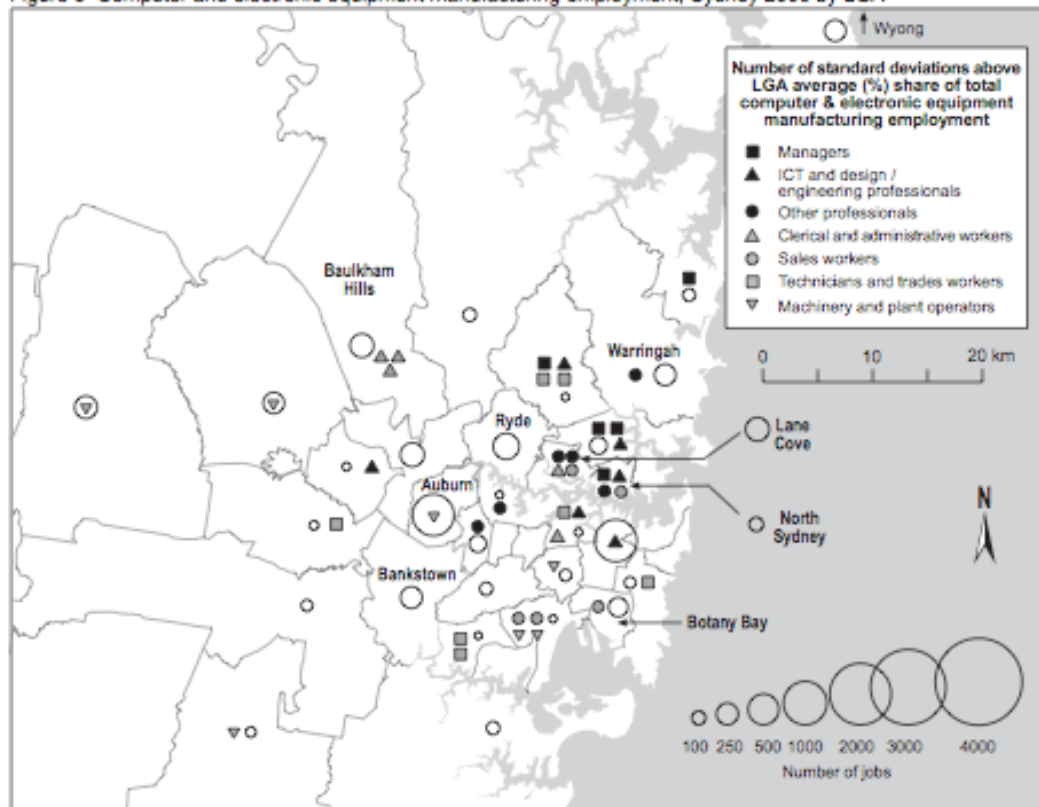 Wyong
Number of standard deviations above
LGA average (%) share of total
computer & electronic equipment
manufacturing employment
Managers
ICT and design /
engineering professionals
Other professionals
Clerical and administrative workers
Sales workers
Technicians and trades workers
Machinery and plant operators
0 10 20 km
Baulkham
Hills
Warringah
Ryde
Lane
Cove
Auburn
North
Sydney
N
Bankstown
Botany Bay
100 250 500 1000 2000 3000 4000
Number of jobs